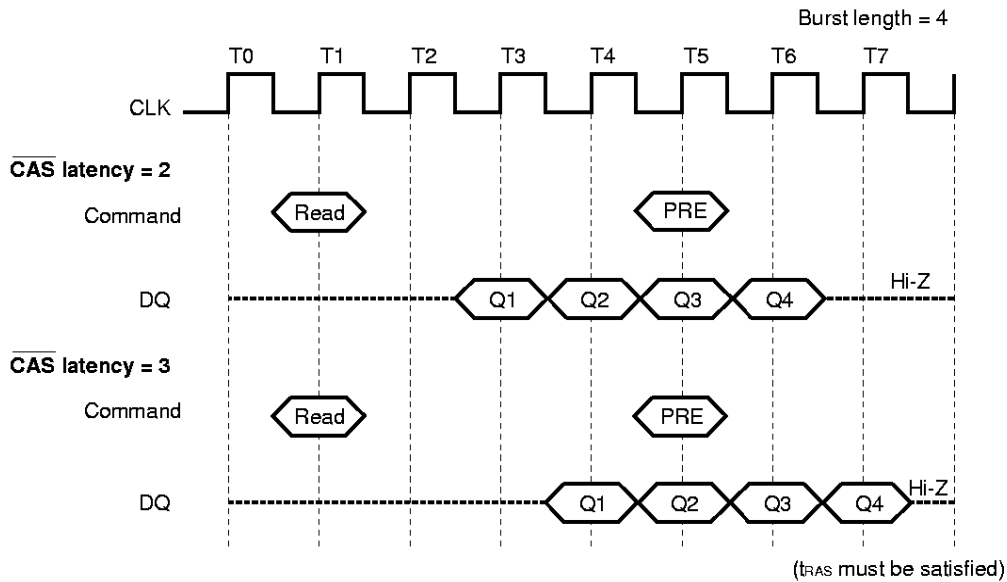 Burst length = 4
T0 T1 T2 T3 T4 T5 T6 T7
CLK
CAS latency = 2
Command Read PRE
DQ Q1 Q2 Q3 Q4 Hi-Z
CAS latency = 3
Command Read PRE
DQ Q1 Q2 Q3 Q4 Hi-Z
(tRAS must be satisfied)